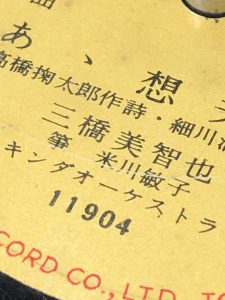 曲
あゝ想
高橋掬太郎作詩・細川
三橋美智也
箏 米川敏子
キングオーケストラ
11904
CORD CO., LTD.